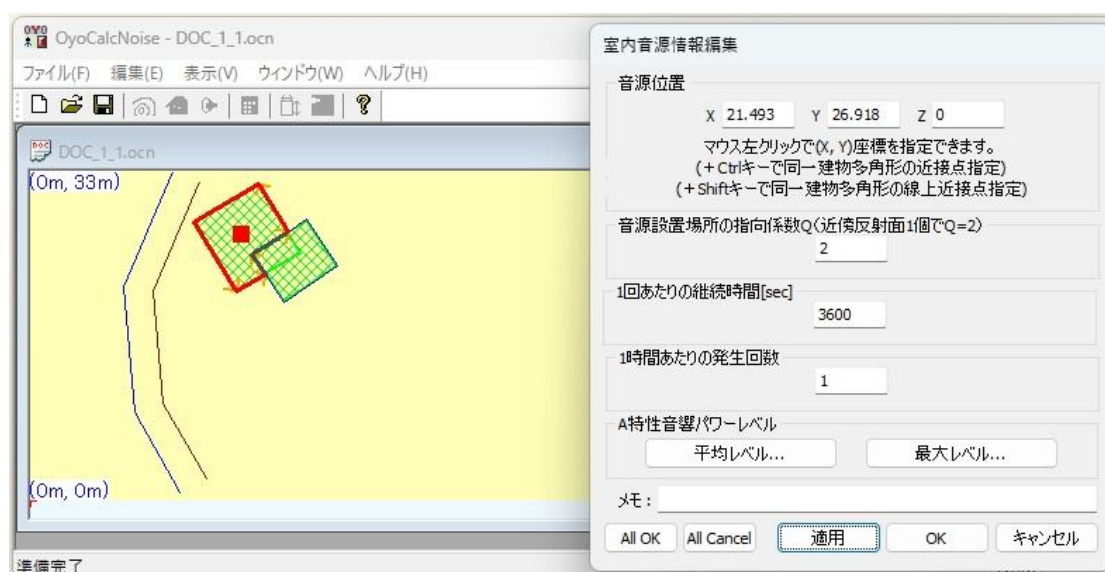 OYO OyoCalcNoise - DOC_1_1.ocn
ファイル(F) 編集(E) 表示(V) ウィンドウ(W) ヘルプ(H)
DOC DOC_1_1.ocn
(0m, 33m)
(0m, 0m)
準備完了
室内音源情報編集
音源位置
X 21.493 Y 26.918 Z 0
マウス左クリックで(X, Y)座標を指定できます。
(+Ctrlキーで同一建物多角形の近接点指定)
(+Shiftキーで同一建物多角形の線上近接点指定)
音源設置場所の指向係数Q(近傍反射面1個でQ=2)
2
1回あたりの継続時間[sec]
3600
1時間あたりの発生回数
1
A特性音響パワーレベル
平均レベル... 最大レベル...
メモ:
All OK All Cancel 適用 OK キャンセル